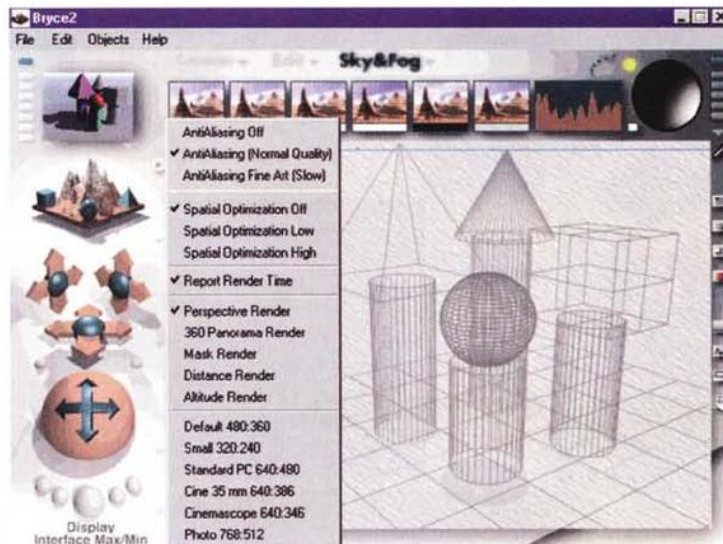 Bryce2
File Edit Objects Help
Sky&Fog
AntiAliasing Off
AntiAliasing (Normal Quality)
AntiAliasing Fine Art (Slow)
Spatial Optimization Off
Spatial Optimization Low
Spatial Optimization High
Report Render Time
Perspective Render
360 Panorama Render
Mask Render
Distance Render
Altitude Render
Default 480:360
Small 320:240
Standard PC 640:480
Cine 35 mm 640:386
Cinemascope 640:346
Photo 768:512
Display
Interface Max/Min